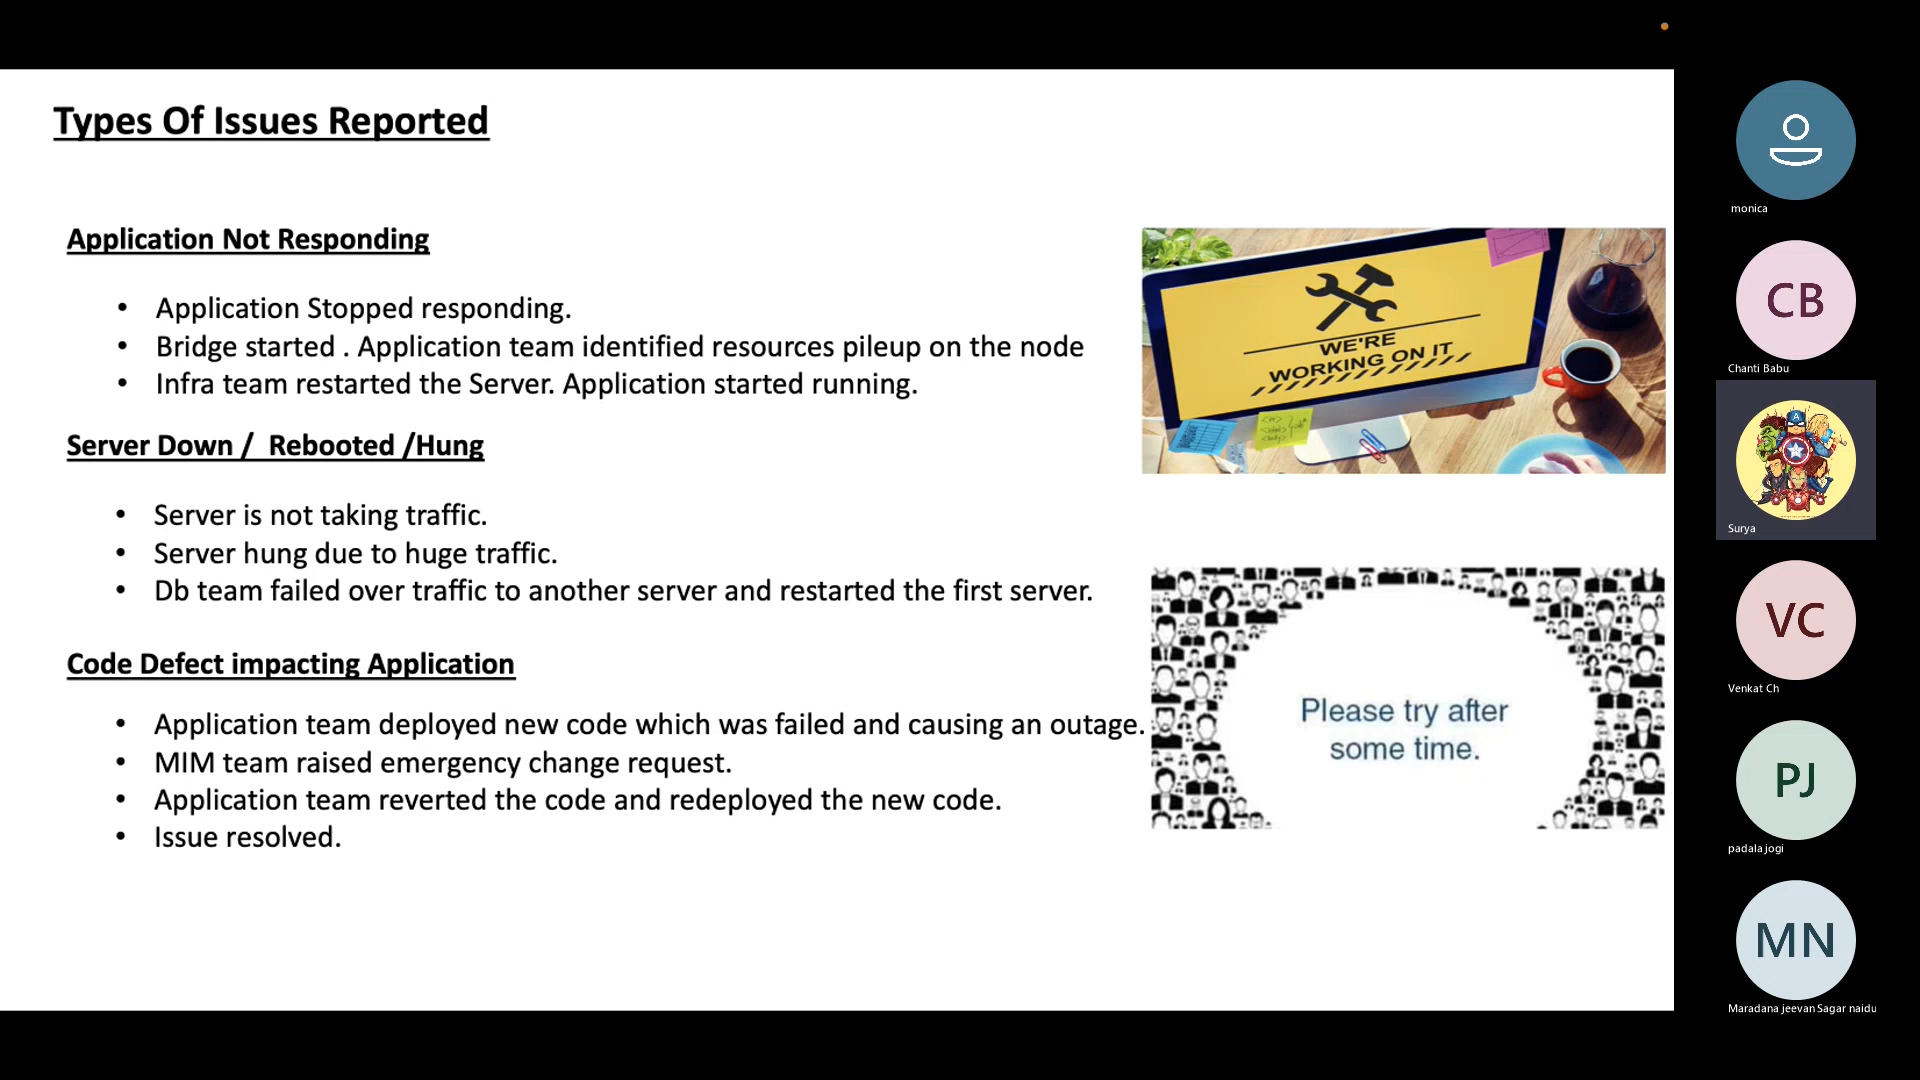 Types Of Issues Reported
Application Not Responding
• Application Stopped responding.
• Bridge started . Application team identified resources pileup on the node
• Infra team restarted the Server. Application started running.
Server Down / Rebooted /Hung
• Server is not taking traffic.
• Server hung due to huge traffic.
• Db team failed over traffic to another server and restarted the first server.
Code Defect impacting Application
• Application team deployed new code which was failed and causing an outage.
• MIM team raised emergency change request.
• Application team reverted the code and redeployed the new code.
• Issue resolved.
WE'RE
WORKING ON IT
Please try after
some time.
monica
CB
Chanti Babu
A
Surya
VC
Venkat Ch
PJ
padala jogi
MN
Maradana jeevan Sagar naidu